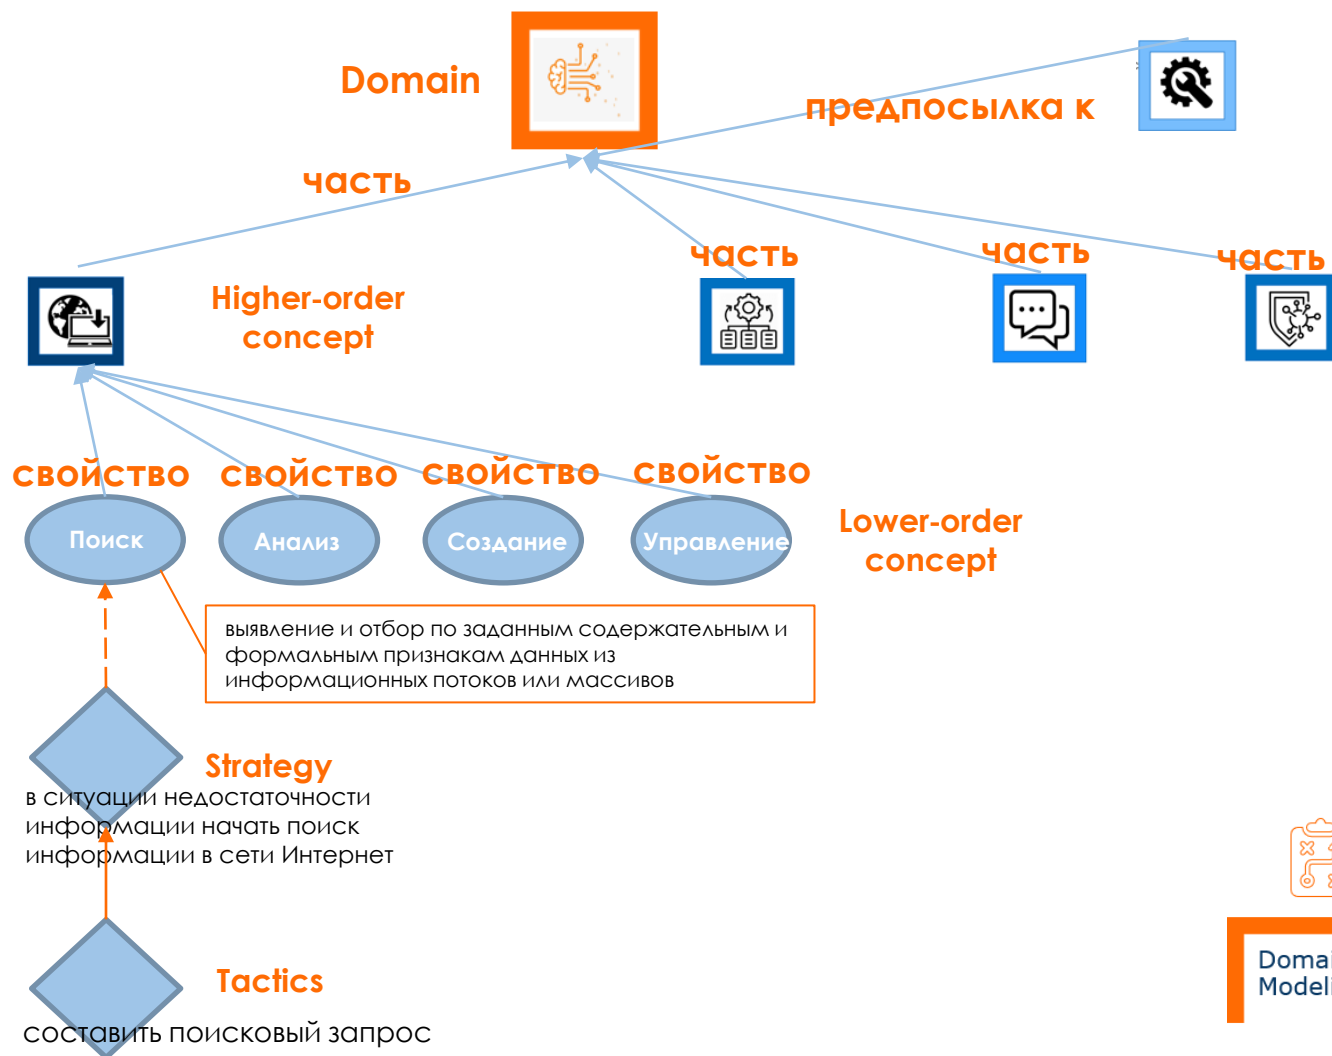 Domain
предпосылка к
часть
часть
часть
часть
Higher-order
concept
свойство
свойство
свойство
свойство
Поиск
Анализ
Создание
Управление
Lower-order
concept
выявление и отбор по заданным содержательным и
формальным признакам данных из
информационных потоков или массивов
Strategy
в ситуации недостаточности
информации начать поиск
информации в сети Интернет
Tactics
составить поисковый запрос
Domai
Modeli